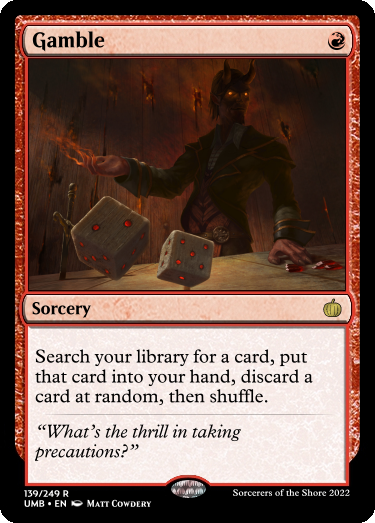 Gamble
Sorcery
Search your library for a card, put
that card into your hand, discard a
card at random, then shuffle.
“What's the thrill in taking
precautions?”
139/249 R
UMB • EN Matt Cowdery
Sorcerers of the Shore 2022